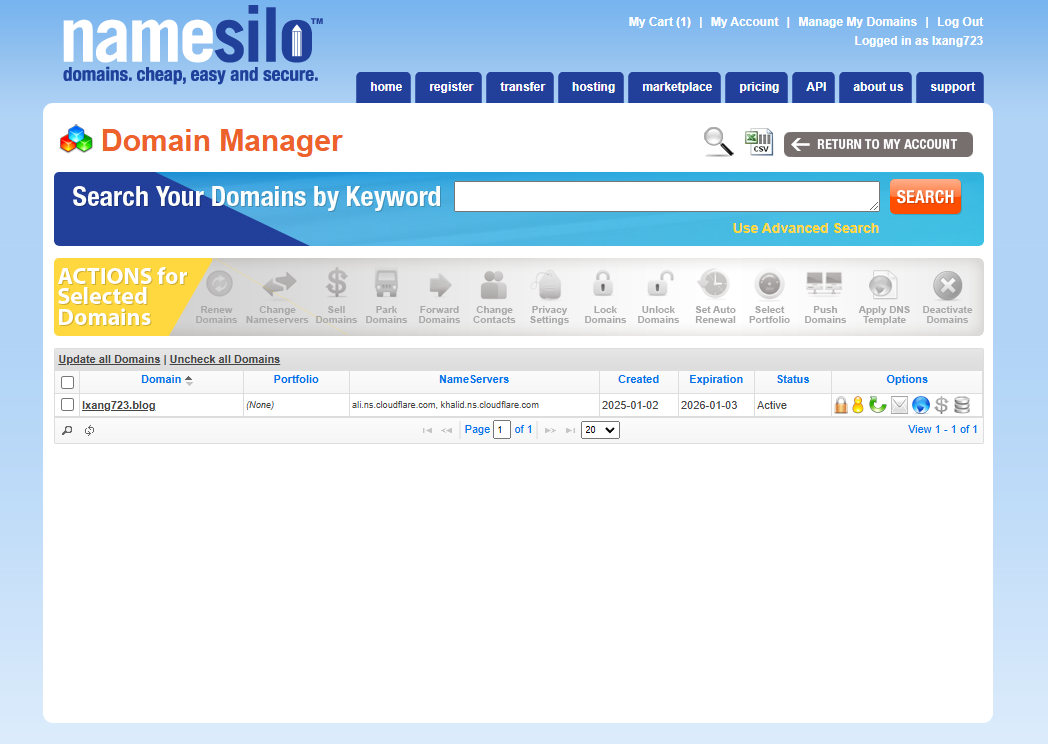 namesilo™
domains. cheap, easy and secure.
My Cart (1) | My Account | Manage My Domains | Log Out
Logged in as lxang723
home register transfer hosting marketplace pricing API about us support
Domain Manager
CSV
RETURN TO MY ACCOUNT
Search Your Domains by Keyword
SEARCH
Use Advanced Search
ACTIONS for Selected Domains
Renew Domains
Change Nameservers
Sell Domains
Park Domains
Forward Domains
Change Contacts
Privacy Settings
Lock Domains
Unlock Domains
Set Auto Renewal
Select Portfolio
Push Domains
Apply DNS Template
Deactivate Domains
Update all Domains | Uncheck all Domains
Domain Portfolio NameServers Created Expiration Status Options
lxang723.blog (None) ali.ns.cloudflare.com, khalid.ns.cloudflare.com 2025-01-02 2026-01-03 Active
Page 1 of 1 20 View 1 - 1 of 1